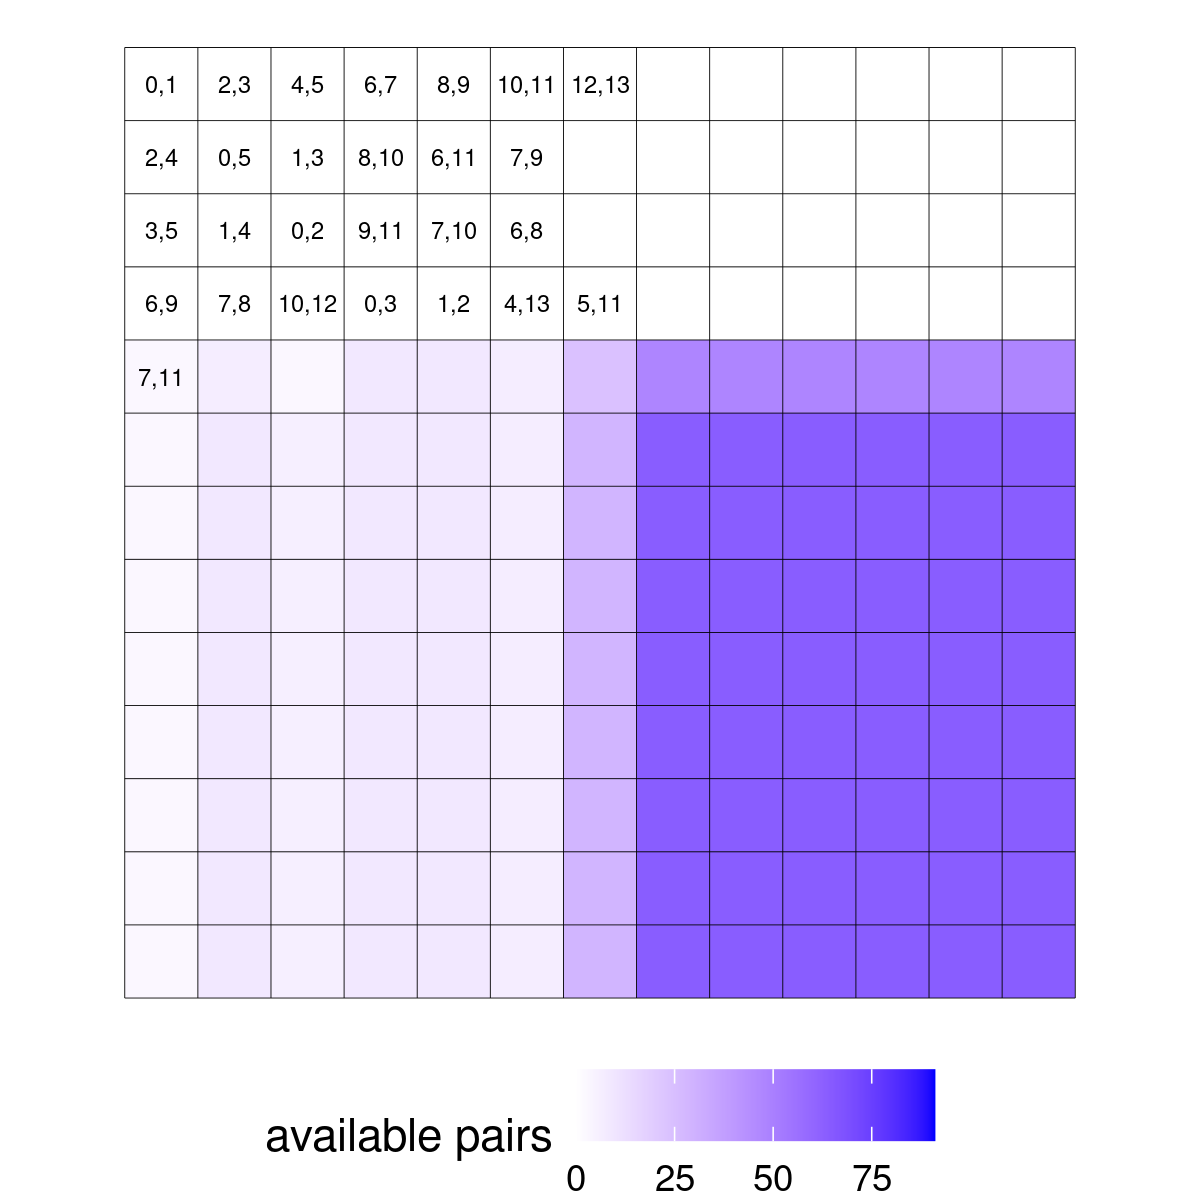 0,1 2,3 4,5 6,7 8,9 10,11 12,13
2,4 0,5 1,3 8,10 6,11 7,9
3,5 1,4 0,2 9,11 7,10 6,8
6,9 7,8 10,12 0,3 1,2 4,13 5,11
7,11
available pairs
0 25 50 75